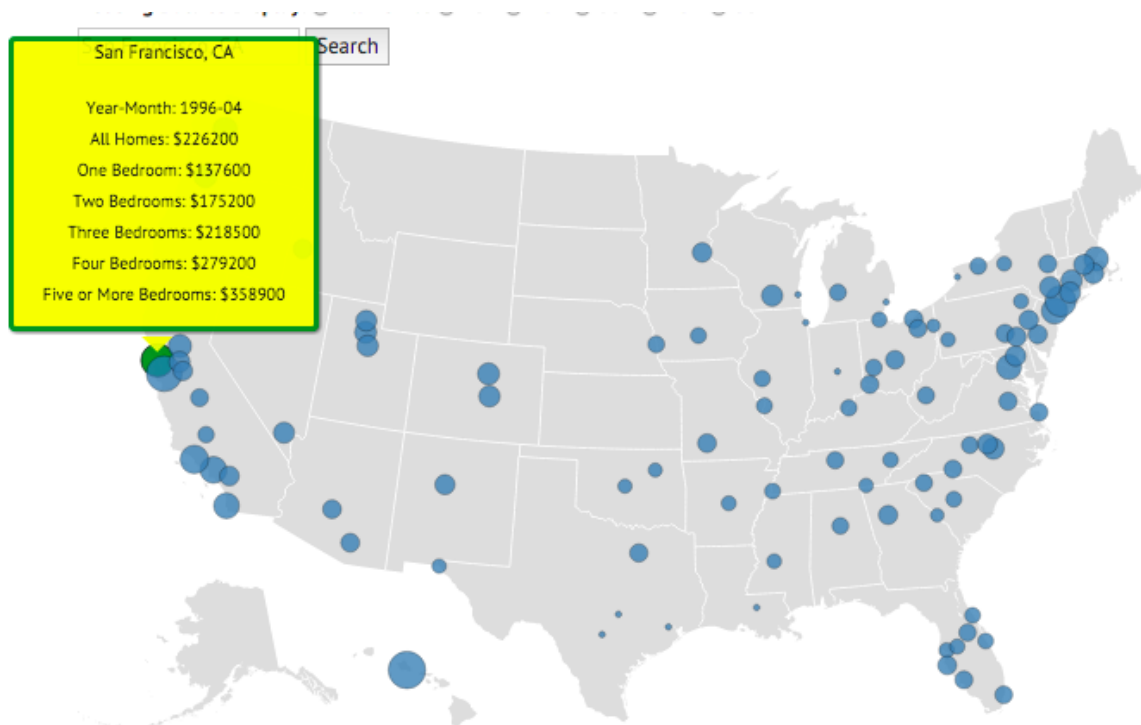 San Francisco, CA
Search
Year-Month: 1996-04
All Homes: $226200
One Bedroom: $137600
Two Bedrooms: $175200
Three Bedrooms: $218500
Four Bedrooms: $279200
Five or More Bedrooms: $358900